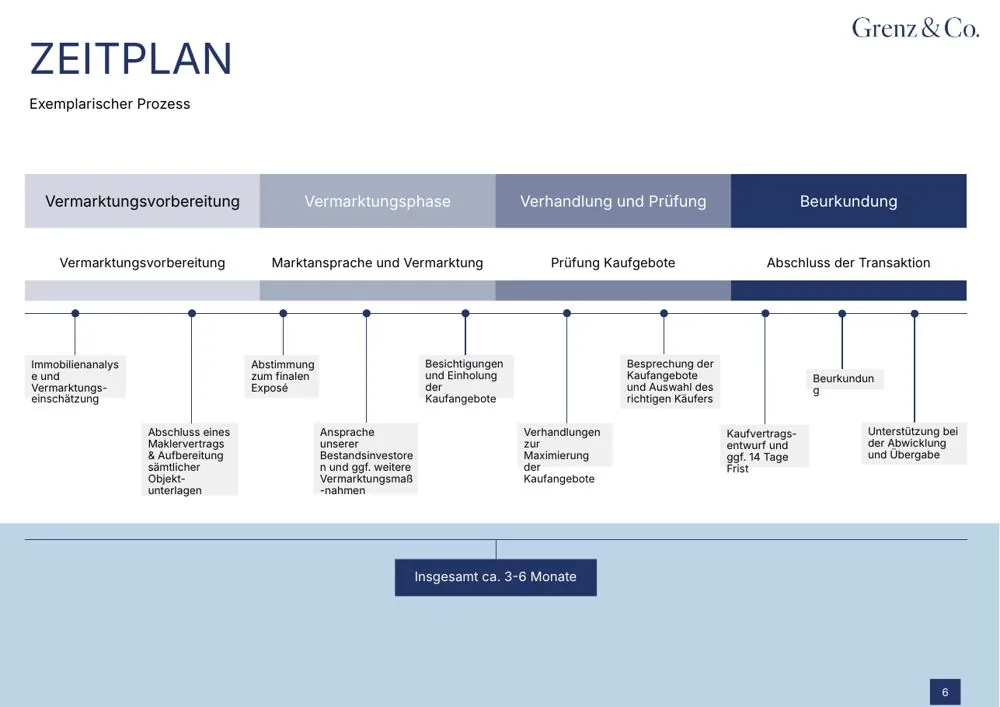 Grenz & Co.
ZEITPLAN
Exemplarischer Prozess
Vermarktungsvorbereitung
Vermarktungsphase
Verhandlung und Prüfung
Beurkundung
Vermarktungsvorbereitung
Marktansprache und Vermarktung
Prüfung Kaufgebote
Abschluss der Transaktion
Immobilienanalys
e und
Vermarktungs-
einschätzung
Abschluss eines
Maklervertrags
& Aufbereitung
sämtlicher
Objekt-
unterlagen
Abstimmung
zum finalen
Exposé
Ansprache
unserer
Bestandsinvestore
n und ggf. weitere
Vermarktungsmaß
-nahmen
Besichtigungen
und Einholung
der
Kaufangebote
Verhandlungen
zur
Maximierung
der
Kaufangebote
Besprechung der
Kaufangebote
und Auswahl des
richtigen Käufers
Kaufvertrags-
entwurf und
ggf. 14 Tage
Frist
Beurkundun
g
Unterstützung bei
der Abwicklung
und Übergabe
Insgesamt ca. 3-6 Monate
6